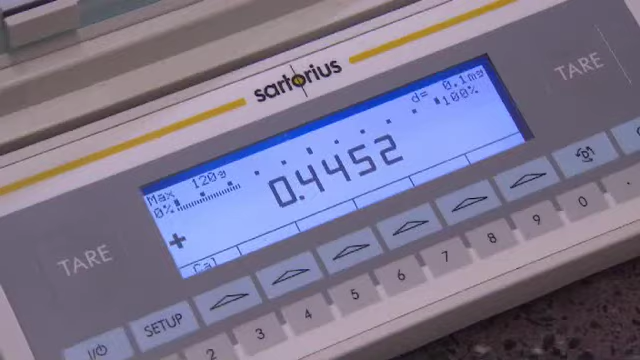 sartorius
TARE
d= 0.1mg
Max 120g
100%
0%
0.4452
+
Cal
TARE
I/⏻
SETUP
2 3 4 5 6 7 8 9 0 .